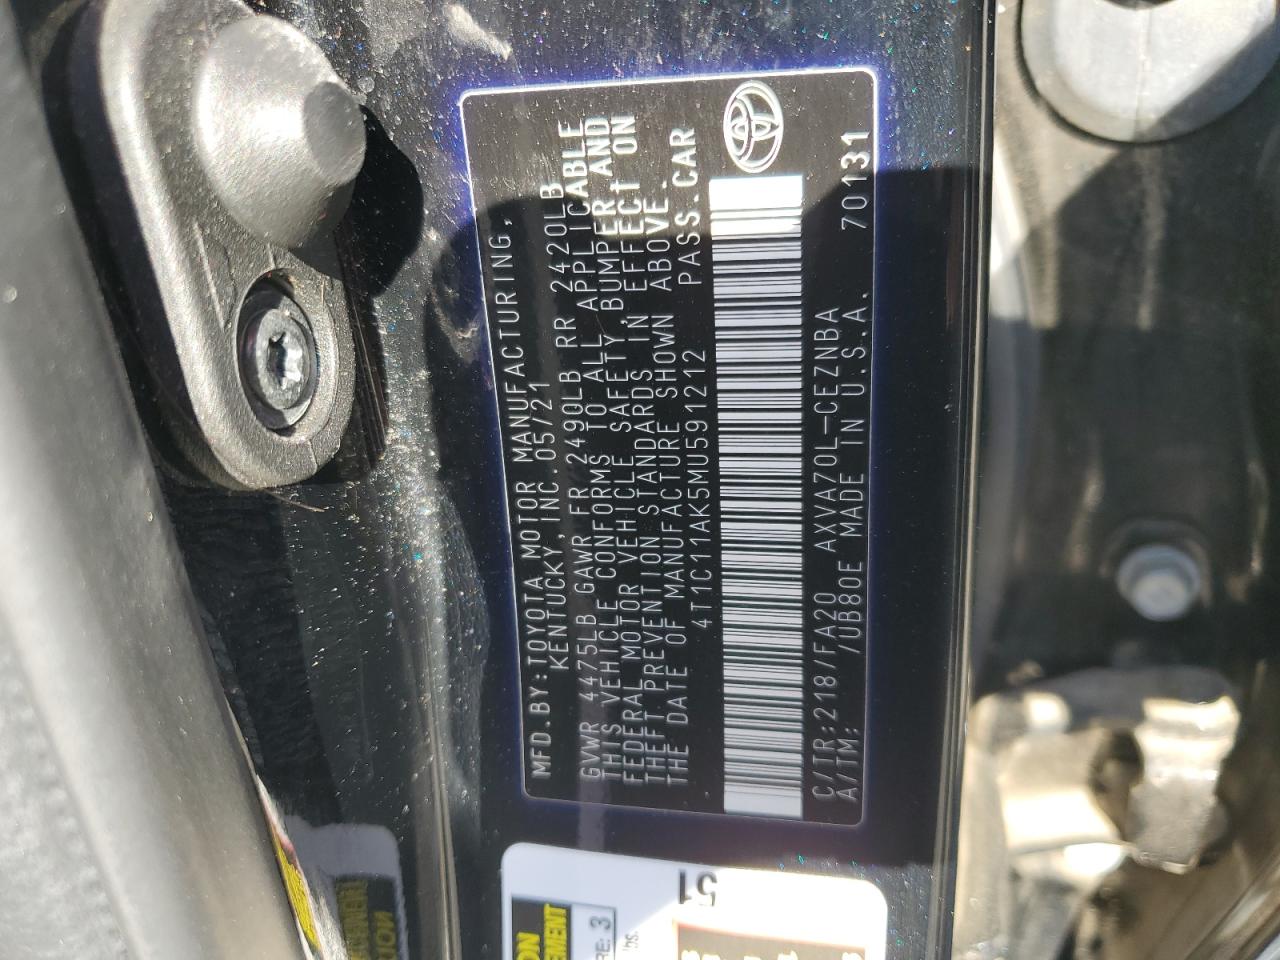 MFD.BY:TOYOTA MOTOR MANUFACTURING,
KENTUCKY,INC.05/21
GVWR 4475LB GAWR FR 2490LB RR 2420LB
THIS VEHICLE CONFORMS TO ALL APPLICABLE
FEDERAL MOTOR VEHICLE SAFETY,BUMPER AND
THEFT PREVENTION STANDARDS IN EFFECT ON
THE DATE OF MANUFACTURE SHOWN ABOVE.
4T1C11AK5MU591212 PASS.CAR
C/TR:218/FA20 AXVA70L-CEZNBA
A/TM: /UB80E MADE IN U.S.A. 70131
51